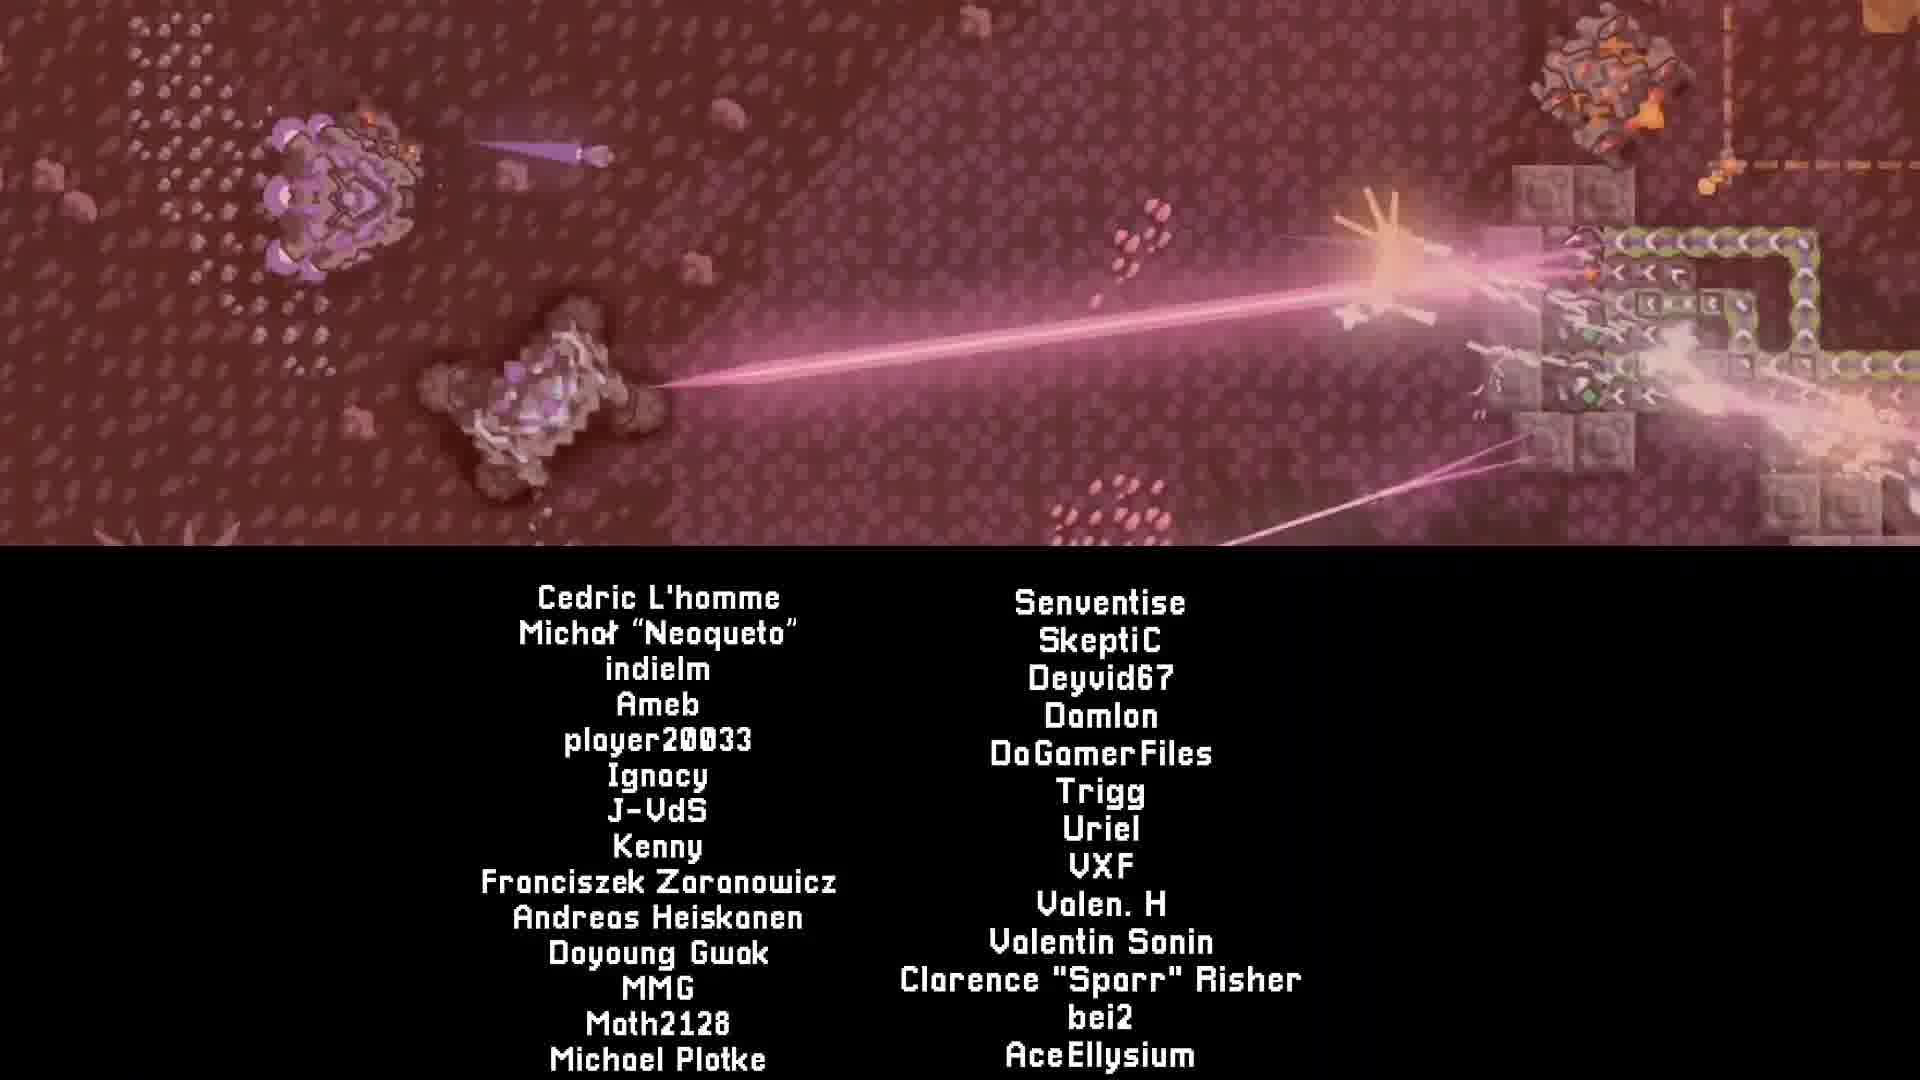 Cedric L'homme
Michał “Neoqueto”
indielm
Ameb
player20033
Ignacy
J-VdS
Kenny
Franciszek Zaranowicz
Andreas Heiskanen
Doyoung Gwak
MMG
Math2128
Michael Plotke
Senventise
SkeptiC
Deyvid67
Damlon
DaGamerFiles
Trigg
Uriel
VXF
Valen. H
Valentin Sonin
Clarence "Sparr" Risher
bei2
AceEllysium